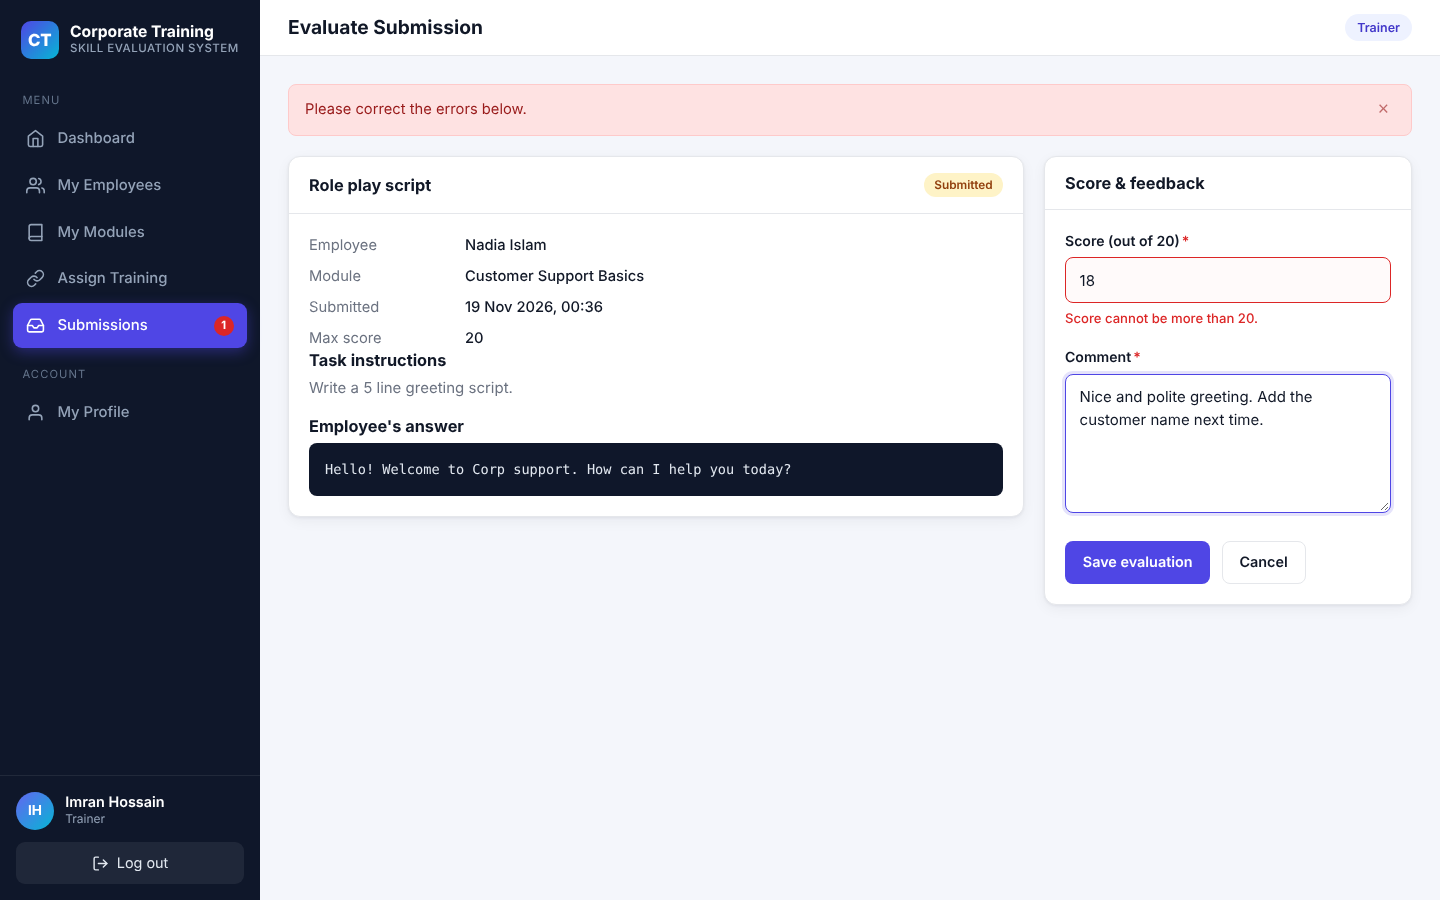 CT
Corporate Training
SKILL EVALUATION SYSTEM
MENU
Dashboard
My Employees
My Modules
Assign Training
Submissions 1
ACCOUNT
My Profile
IH
Imran Hossain
Trainer
Log out
Evaluate Submission
Trainer
Please correct the errors below. ×
Role play script
Submitted
Employee Nadia Islam
Module Customer Support Basics
Submitted 19 Nov 2026, 00:36
Max score 20
Task instructions
Write a 5 line greeting script.
Employee's answer
Hello! Welcome to Corp support. How can I help you today?
Score & feedback
Score (out of 20) *
18
Score cannot be more than 20.
Comment *
Nice and polite greeting. Add the
customer name next time.
Save evaluation
Cancel